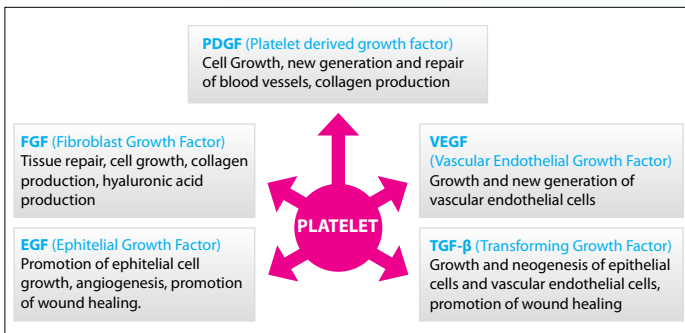 PDGF (Platelet derived growth factor)
Cell Growth, new generation and repair
of blood vessels, collagen production
FGF (Fibroblast Growth Factor)
Tissue repair, cell growth, collagen
production, hyaluronic acid
production
VEGF
(Vascular Endothelial Growth Factor)
Growth and new generation of
vascular endothelial cells
PLATELET
EGF (Ephitelial Growth Factor)
Promotion of ephitelial cell
growth, angiogenesis, promotion
of wound healing.
TGF-β (Transforming Growth Factor)
Growth and neogenesis of epithelial
cells and vascular endothelial cells,
promotion of wound healing